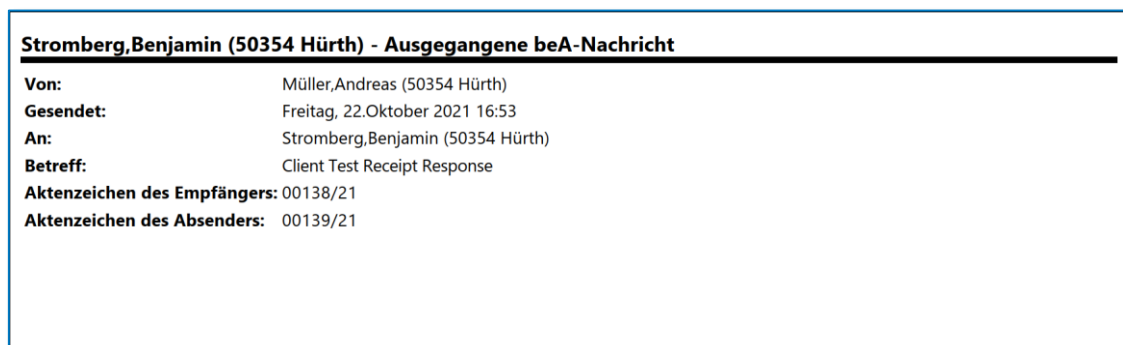 Stromberg,Benjamin (50354 Hürth) - Ausgegangene beA-Nachricht
Von: Müller,Andreas (50354 Hürth)
Gesendet: Freitag, 22.Oktober 2021 16:53
An: Stromberg,Benjamin (50354 Hürth)
Betreff: Client Test Receipt Response
Aktenzeichen des Empfängers: 00138/21
Aktenzeichen des Absenders: 00139/21